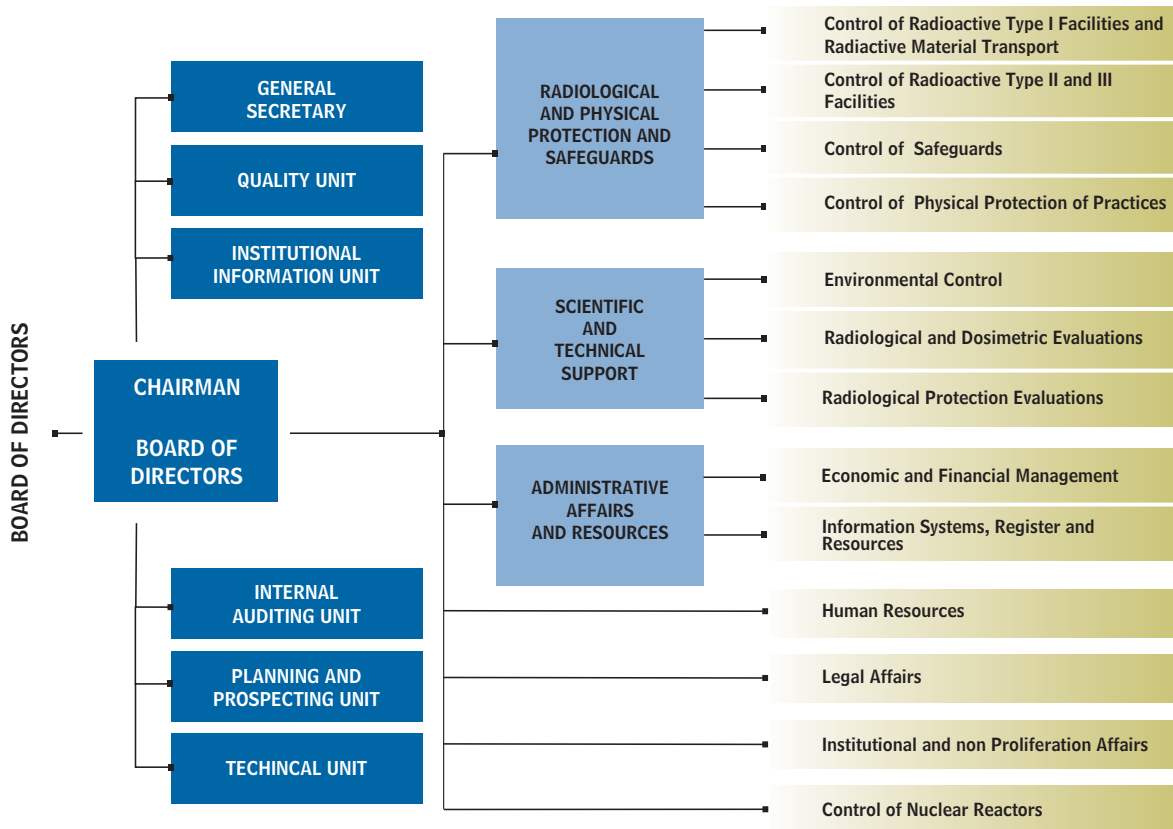 BOARD OF DIRECTORS
GENERAL
SECRETARY
QUALITY UNIT
INSTITUTIONAL
INFORMATION UNIT
CHAIRMAN
BOARD OF
DIRECTORS
INTERNAL
AUDITING UNIT
PLANNING AND
PROSPECTING UNIT
TECHINCAL UNIT
RADIOLOGICAL
AND PHYSICAL
PROTECTION AND
SAFEGUARDS
SCIENTIFIC
AND
TECHNICAL
SUPPORT
ADMINISTRATIVE
AFFAIRS
AND RESOURCES
Control of Radioactive Type I Facilities and
Radiactive Material Transport
Control of Radioactive Type II and III
Facilities
Control of Safeguards
Control of Physical Protection of Practices
Environmental Control
Radiological and Dosimetric Evaluations
Radiological Protection Evaluations
Economic and Financial Management
Information Systems, Register and
Resources
Human Resources
Legal Affairs
Institutional and non Proliferation Affairs
Control of Nuclear Reactors